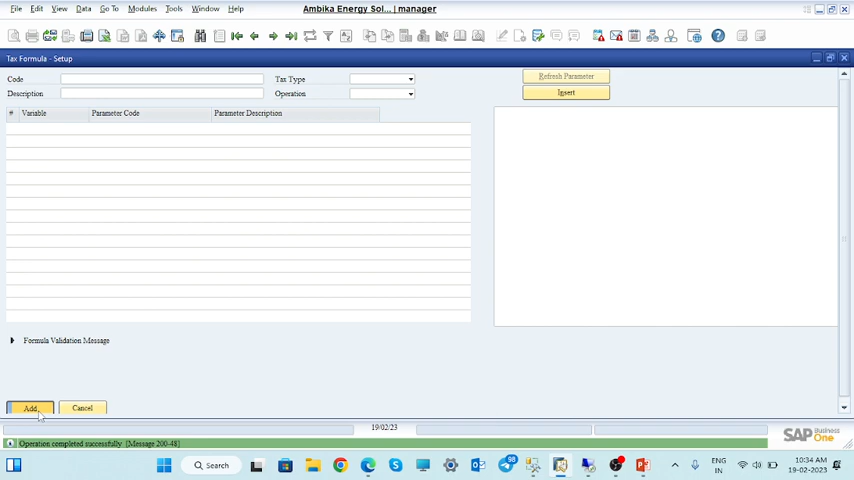 File Edit View Data Go To Modules Tools Window Help Ambika Energy Sol... | manager
Tax Formula - Setup
Code Tax Type Refresh Parameter
Description Operation Insert
# Variable Parameter Code Parameter Description
Formula Validation Message
Add Cancel
19/02/23
Operation completed successfully [Message 200-48]
SAP Business One
Search 98 ENG IN 10:34 AM 19-02-2023